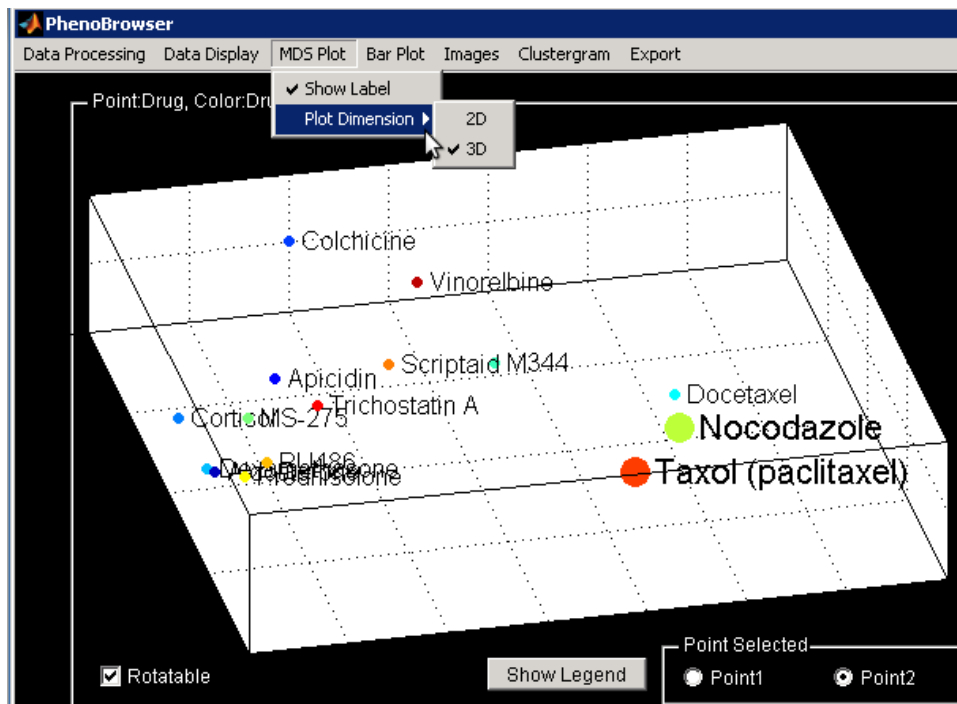 PhenoBrowser
Data Processing Data Display MDS Plot Bar Plot Images Clustergram Export
Show Label
Point:Drug, Color:Dru
Plot Dimension
2D
3D
Colchicine
Vinorelbine
Scriptaid M344
Apicidin
Docetaxel
Trichostatin A
Cortisol MS-275
Nocodazole
RU486
Taxol (paclitaxel)
Point Selected
Rotatable
Show Legend
Point1
Point2